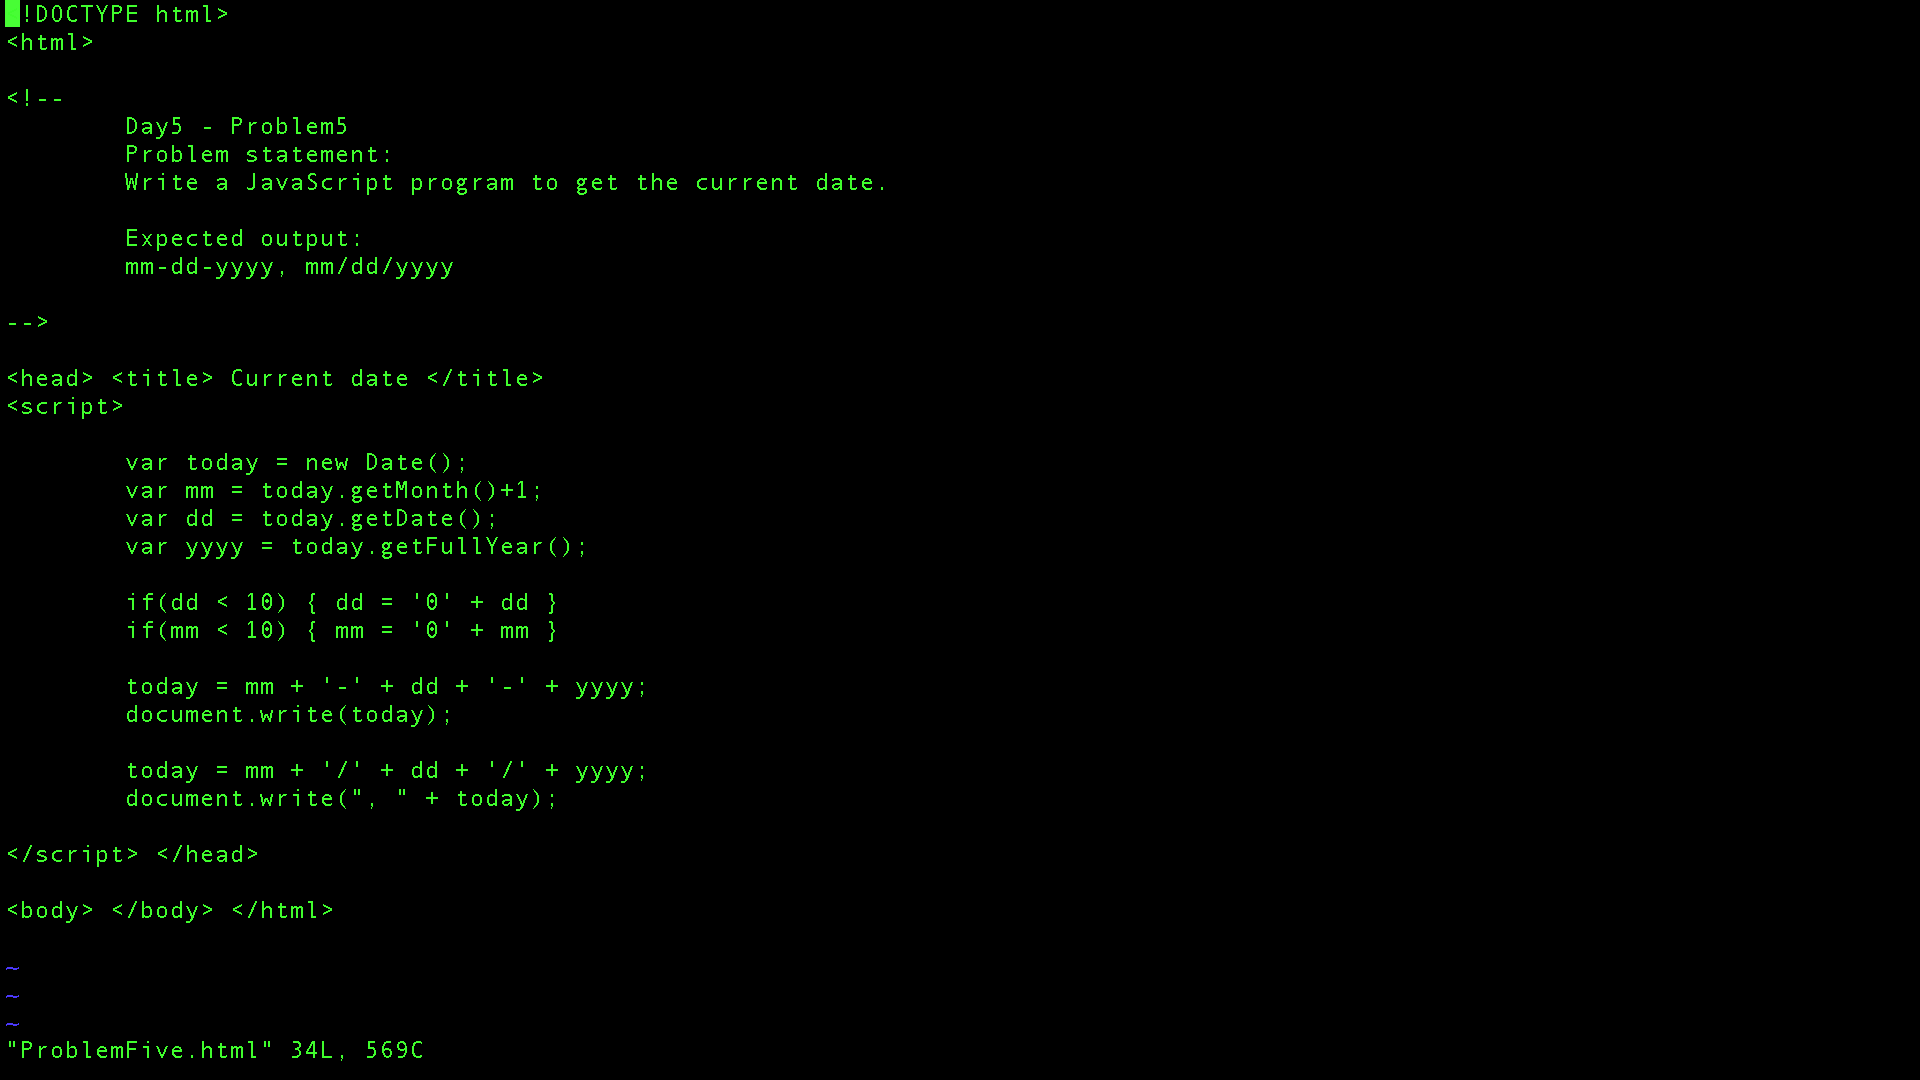 !DOCTYPE html>
<html>
<!--
Day5 - Problem5
Problem statement:
Write a JavaScript program to get the current date.
Expected output:
mm-dd-yyyy, mm/dd/yyyy
-->
<head> <title> Current date </title>
<script>
var today = new Date();
var mm = today.getMonth()+1;
var dd = today.getDate();
var yyyy = today.getFullYear();
if(dd < 10) { dd = '0' + dd }
if(mm < 10) { mm = '0' + mm }
today = mm + '-' + dd + '-' + yyyy;
document.write(today);
today = mm + '/' + dd + '/' + yyyy;
document.write(", " + today);
</script> </head>
<body> </body> </html>
~
~
~
"ProblemFive.html" 34L, 569C